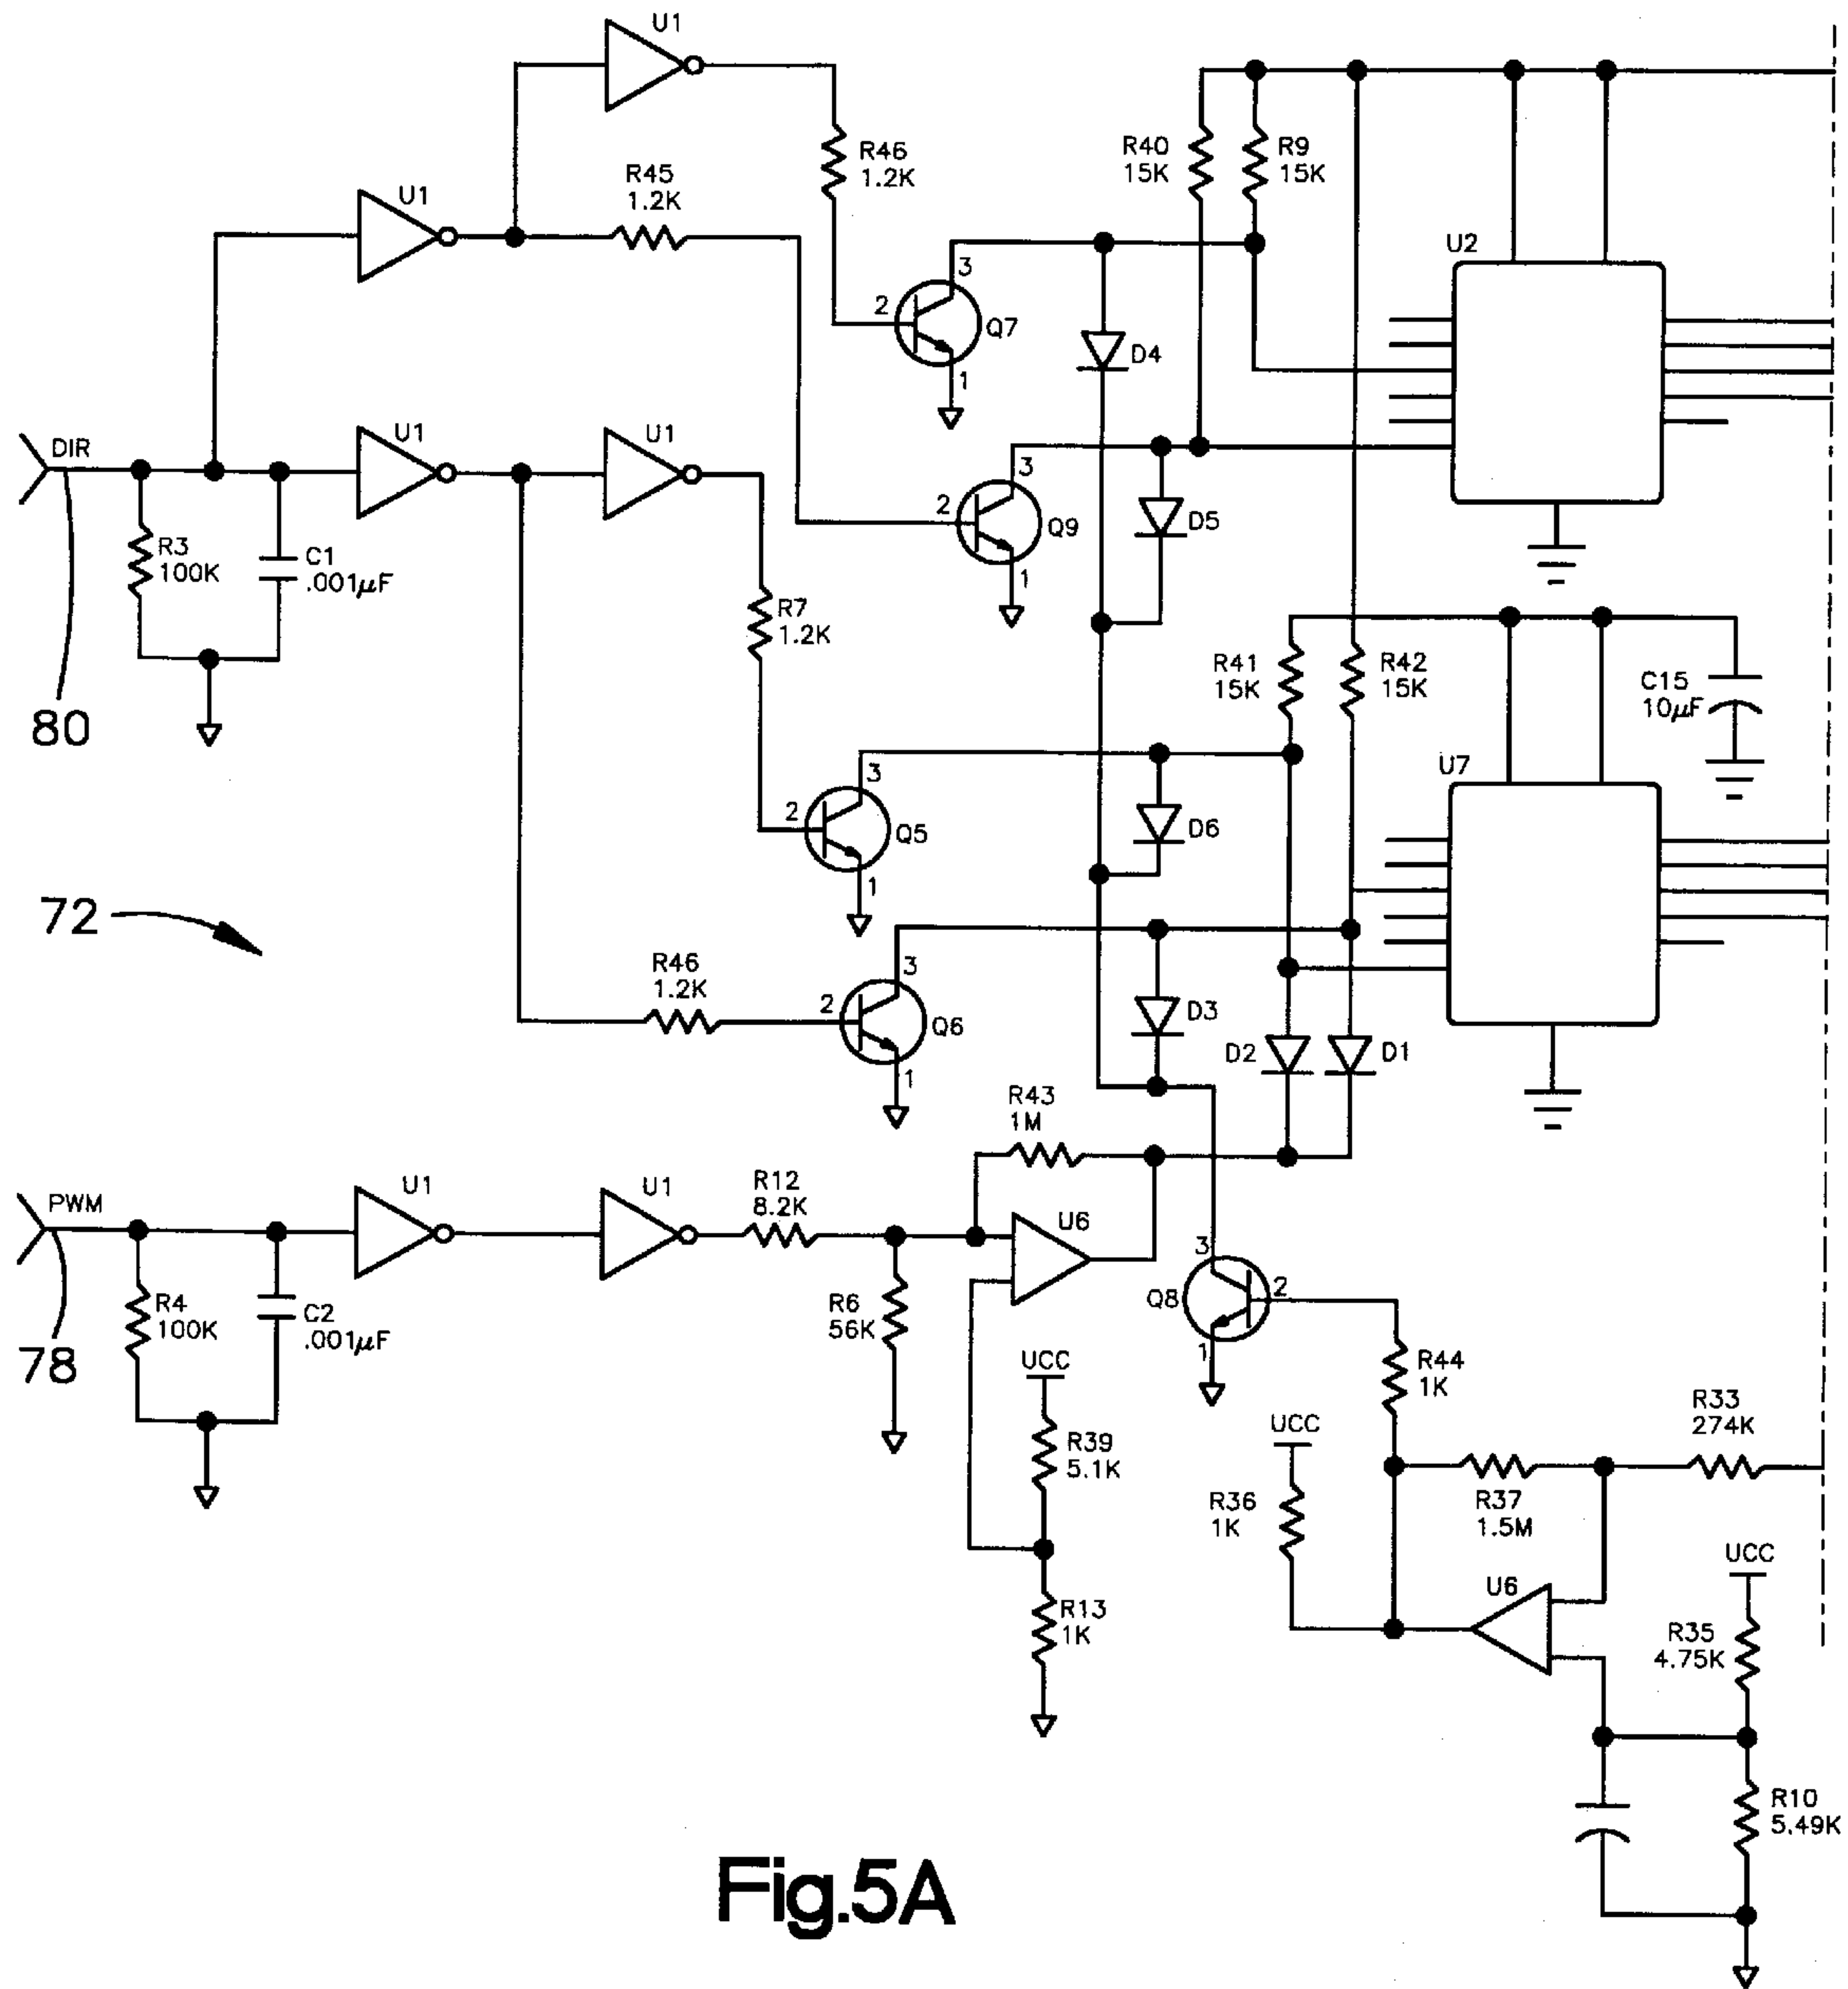 U1
U1
R45
1.2K
R46
1.2K
R40
15K
R9
15K
U2
3
2
Q7
1
D4
DIR
U1
U1
R3
100K
C1
.001µF
3
2
Q9
1
D5
R7
1.2K
80
R41
15K
R42
15K
C15
10µF
3
2
Q5
1
D6
U7
72
R46
1.2K
3
2
Q6
1
D3
D2
D1
R43
1M
PWM
U1
U1
R12
8.2K
U6
R4
100K
C2
.001µF
R6
56K
78
3
Q8
2
1
R44
1K
UCC
R39
5.1K
R13
1K
UCC
R36
1K
R37
1.5M
R33
274K
U6
UCC
R35
4.75K
R10
5.49K
Fig.5A